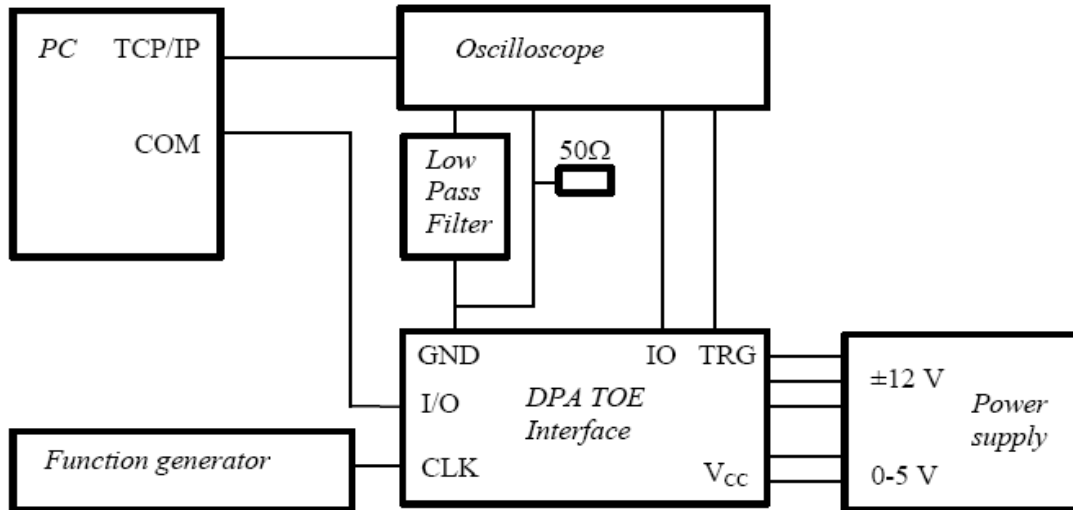 PC TCP/IP
COM
Oscilloscope
Low
Pass
Filter
50Ω
GND IO TRG
I/O
DPA TOE
Interface
CLK
V_CC
±12 V
Power
supply
0-5 V
Function generator